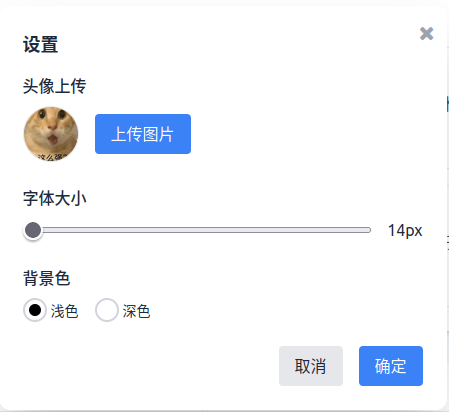 设置
头像上传
上传图片
字体大小
14px
背景色
浅色 深色
取消 确定